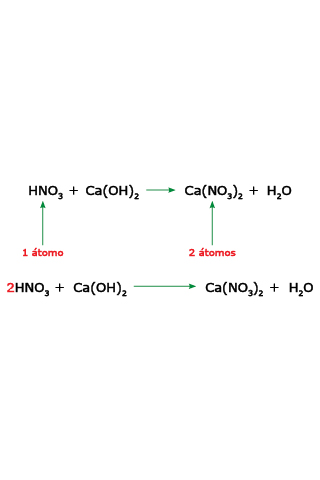 HNO₃ + Ca(OH)₂ → Ca(NO₃)₂ + H₂O
1 átomo 2 átomos
2HNO₃ + Ca(OH)₂ → Ca(NO₃)₂ + H₂O